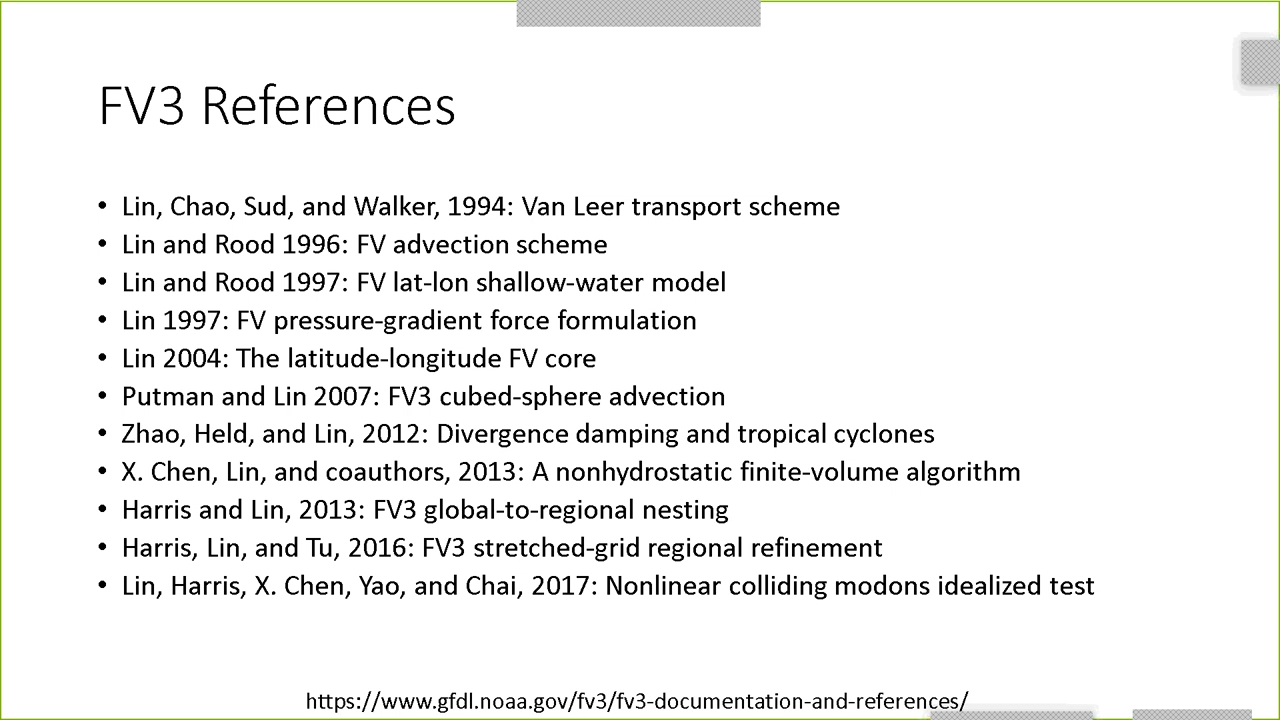 FV3 References
• Lin, Chao, Sud, and Walker, 1994: Van Leer transport scheme
• Lin and Rood 1996: FV advection scheme
• Lin and Rood 1997: FV lat-lon shallow-water model
• Lin 1997: FV pressure-gradient force formulation
• Lin 2004: The latitude-longitude FV core
• Putman and Lin 2007: FV3 cubed-sphere advection
• Zhao, Held, and Lin, 2012: Divergence damping and tropical cyclones
• X. Chen, Lin, and coauthors, 2013: A nonhydrostatic finite-volume algorithm
• Harris and Lin, 2013: FV3 global-to-regional nesting
• Harris, Lin, and Tu, 2016: FV3 stretched-grid regional refinement
• Lin, Harris, X. Chen, Yao, and Chai, 2017: Nonlinear colliding modons idealized test
https://www.gfdl.noaa.gov/fv3/fv3-documentation-and-references/